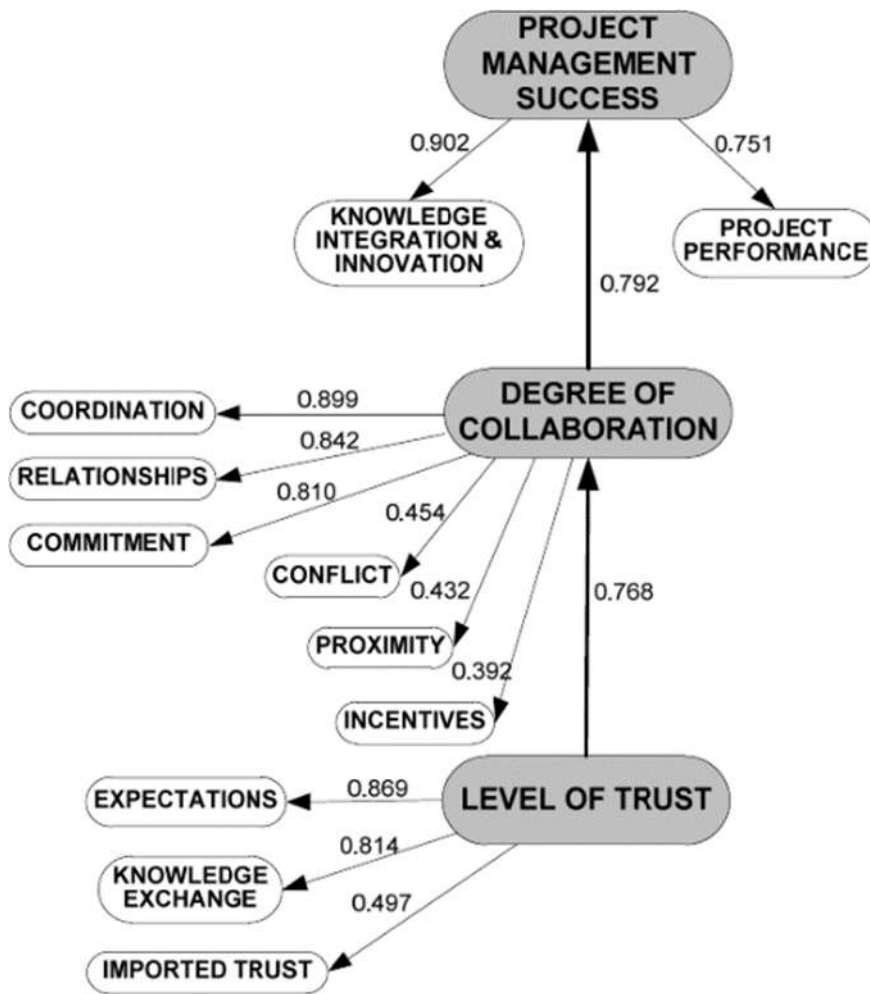 PROJECT
MANAGEMENT
SUCCESS
0.902
0.751
KNOWLEDGE
INTEGRATION &
INNOVATION
PROJECT
PERFORMANCE
0.792
DEGREE OF
COLLABORATION
COORDINATION
0.899
RELATIONSHIPS
0.842
COMMITMENT
0.810
0.454
CONFLICT
0.432
PROXIMITY
0.392
INCENTIVES
0.768
LEVEL OF TRUST
EXPECTATIONS
0.869
KNOWLEDGE
EXCHANGE
0.814
0.497
IMPORTED TRUST